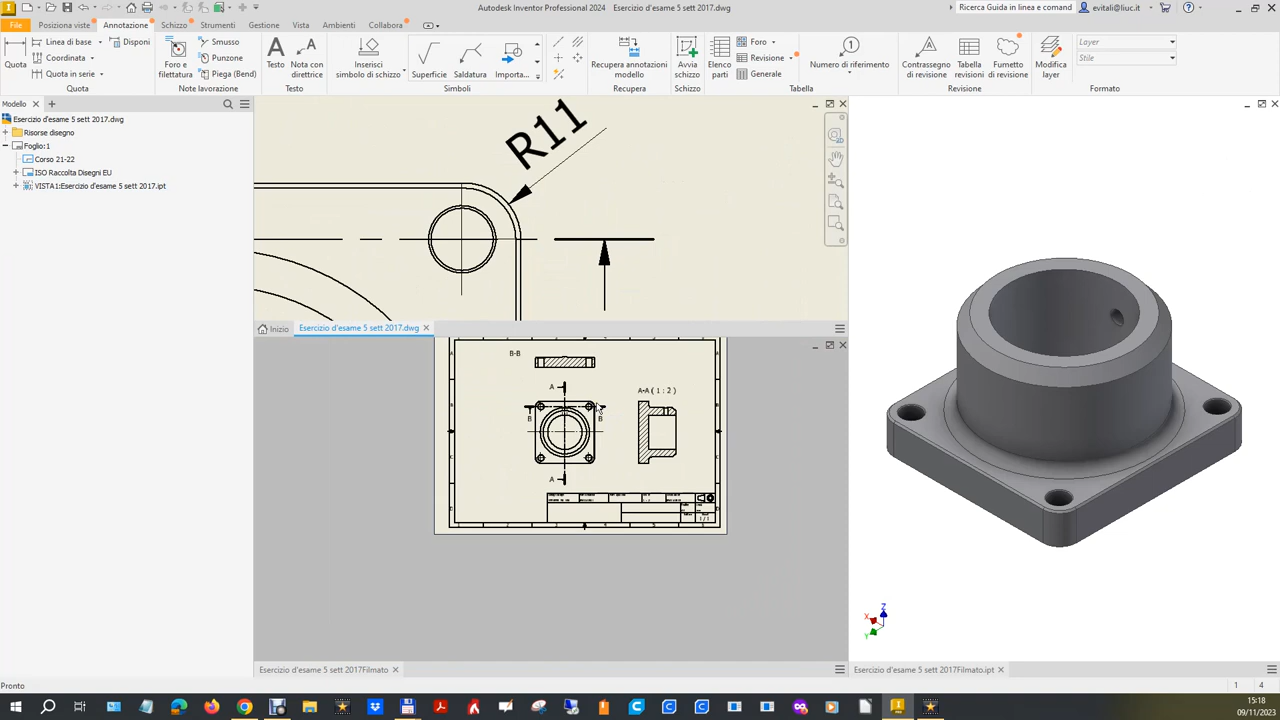 Autodesk Inventor Professional 2024 Esercizio d'esame 5 sett 2017.dwg
Ricerca Guida in linea e comand
evitali@liuc.it
File Posiziona viste Annotazione Schizzo Strumenti Gestione Vista Ambienti Collabora
Quota
Linea di base
Disponi
Coordinata
Quota in serie
Quota
Foro e filettatura
Smusso
Punzone
Piega (Bend)
Note lavorazione
Testo
Nota con direttrice
Testo
Inserisci simbolo di schizzo
Superficie
Saldatura
Importa...
Simboli
Recupera annotazioni modello
Recupera
Avvia schizzo
Schizzo
Elenco parti
Foro
Revisione
Generale
Tabella
Numero di riferimento
Contrassegno di revisione
Tabella revisioni
Fumetto di revisione
Revisione
Modifica layer
Layer
Stile
Formato
Modello
Esercizio d'esame 5 sett 2017.dwg
Risorse disegno
Foglio:1
Corso 21-22
ISO Raccolta Disegni EU
VISTA1:Esercizio d'esame 5 sett 2017.ipt
R11
Inizio
Esercizio d'esame 5 sett 2017.dwg
B-B
A
A-A ( 1 : 2 )
B
B
A
1/1
Z
X
Y
Esercizio d'esame 5 sett 2017Filmato
Esercizio d'esame 5 sett 2017Filmato.ipt
Pronto
1
4
15:18
09/11/2023